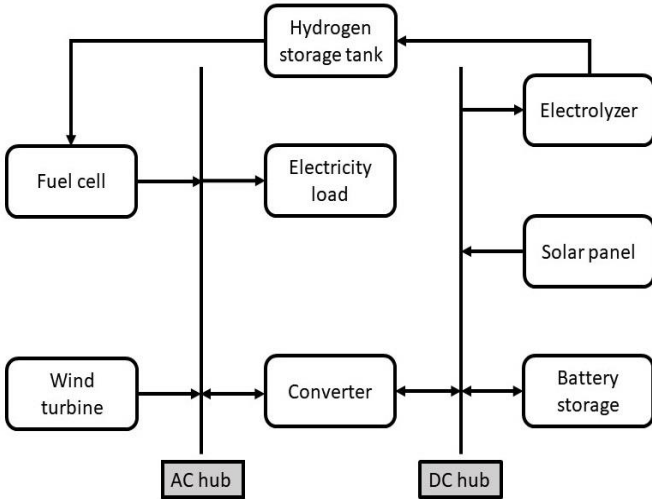 Hydrogen
storage tank
Electrolyzer
Fuel cell
Electricity
load
Solar panel
Wind
turbine
Converter
Battery
storage
AC hub
DC hub